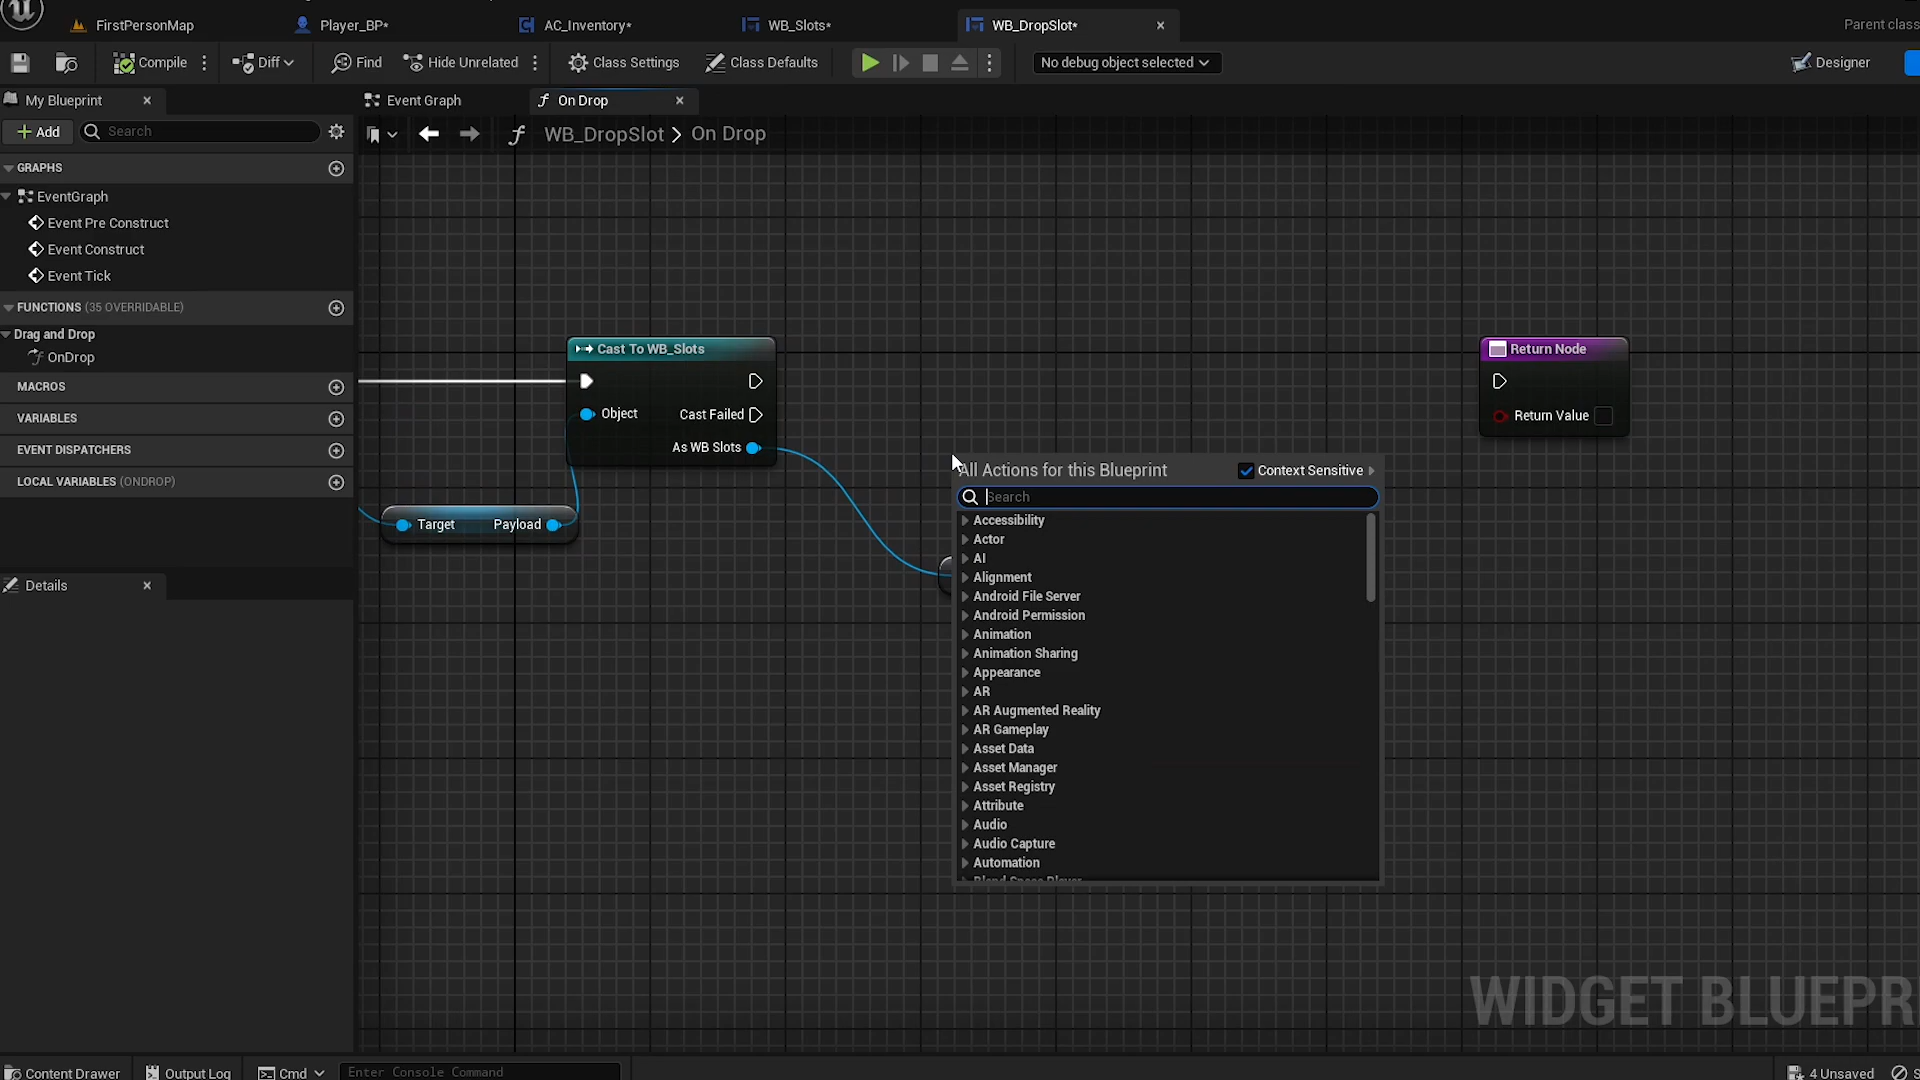 FirstPersonMap
Player_BP*
AC_Inventory*
WB_Slots*
WB_DropSlot*
Parent class
Compile
Diff
Find
Hide Unrelated
Class Settings
Class Defaults
No debug object selected
Designer
My Blueprint
Event Graph
On Drop
Add
Search
WB_DropSlot > On Drop
GRAPHS
EventGraph
Event Pre Construct
Event Construct
Event Tick
FUNCTIONS (35 OVERRIDABLE)
Drag and Drop
OnDrop
MACROS
VARIABLES
EVENT DISPATCHERS
LOCAL VARIABLES (ONDROP)
Details
Cast To WB_Slots
Object
Cast Failed
As WB Slots
Target
Payload
Return Node
Return Value
All Actions for this Blueprint
Context Sensitive
Search
Accessibility
Actor
AI
Alignment
Android File Server
Android Permission
Animation
Animation Sharing
Appearance
AR
AR Augmented Reality
AR Gameplay
Asset Data
Asset Manager
Asset Registry
Attribute
Audio
Audio Capture
Automation
WIDGET BLUEPR
Content Drawer
Output Log
Cmd
Enter Console Command
4 Unsaved